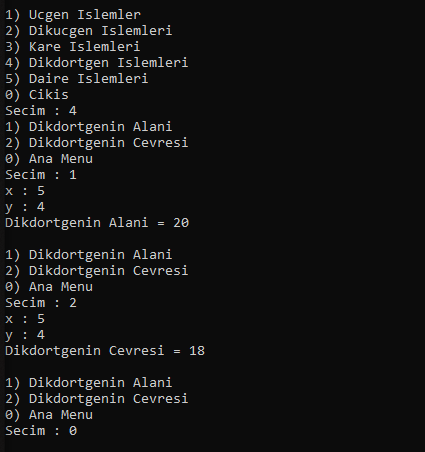 1) Ucgen Islemler
2) Dikucgen Islemleri
3) Kare Islemleri
4) Dikdortgen Islemleri
5) Daire Islemleri
0) Cikis
Secim : 4
1) Dikdortgenin Alani
2) Dikdortgenin Cevresi
0) Ana Menu
Secim : 1
x : 5
y : 4
Dikdortgenin Alani = 20
1) Dikdortgenin Alani
2) Dikdortgenin Cevresi
0) Ana Menu
Secim : 2
x : 5
y : 4
Dikdortgenin Cevresi = 18
1) Dikdortgenin Alani
2) Dikdortgenin Cevresi
0) Ana Menu
Secim : 0